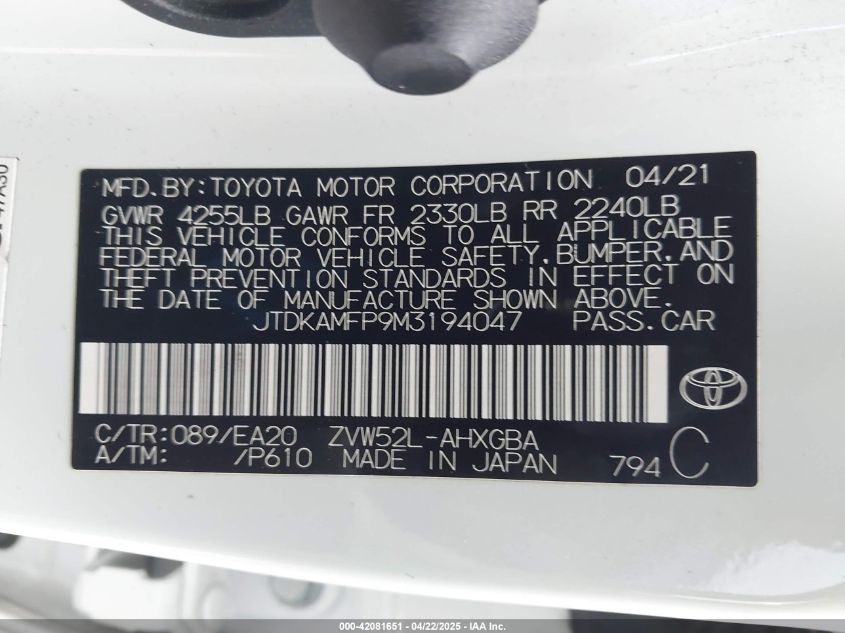 MFD.BY:TOYOTA MOTOR CORPORATION 04/21
GVWR 4255LB GAWR FR 2330LB RR 2240LB
THIS VEHICLE CONFORMS TO ALL APPLICABLE
FEDERAL MOTOR VEHICLE SAFETY,BUMPER,AND
THEFT PREVENTION STANDARDS IN EFFECT ON
THE DATE OF MANUFACTURE SHOWN ABOVE.
JTDKAMFP9M3194047 PASS.CAR
C/TR:089/EA20 ZVW52L-AHXGBA
A/TM: /P610 MADE IN JAPAN 794 C
000-42081651 - 04/22/2025 - IAA Inc.